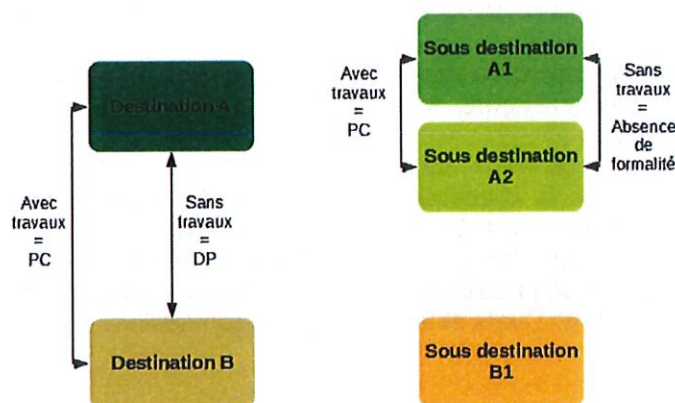 Destination A
Avec
travaux
=
PC
Sans
travaux
=
DP
Destination B
Sous destination
A1
Avec
travaux
=
PC
Sans
travaux
=
Absence
de
formalité
Sous destination
A2
Sous destination
B1